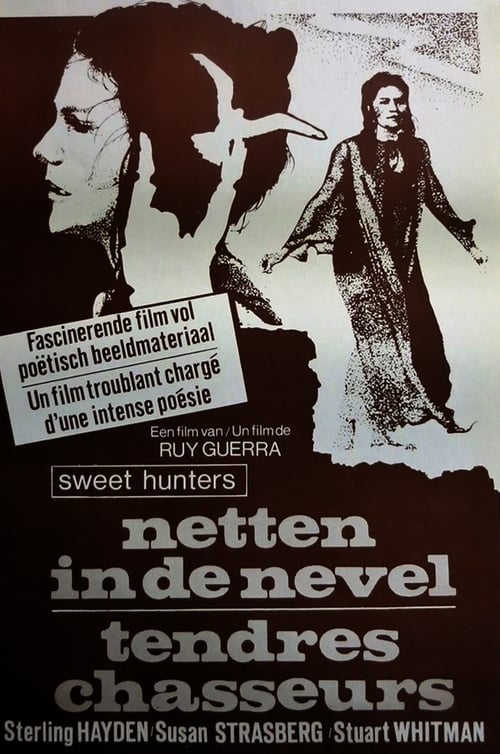 Fascinerende film vol
poëtisch beeldmateriaal
Un film troublant chargé
d'une intense poésie
Een film van / Un film de
RUY GUERRA
sweet hunters
netten
in de nevel
tendres
chasseurs
Sterling HAYDEN / Susan STRASBERG / Stuart WHITMAN